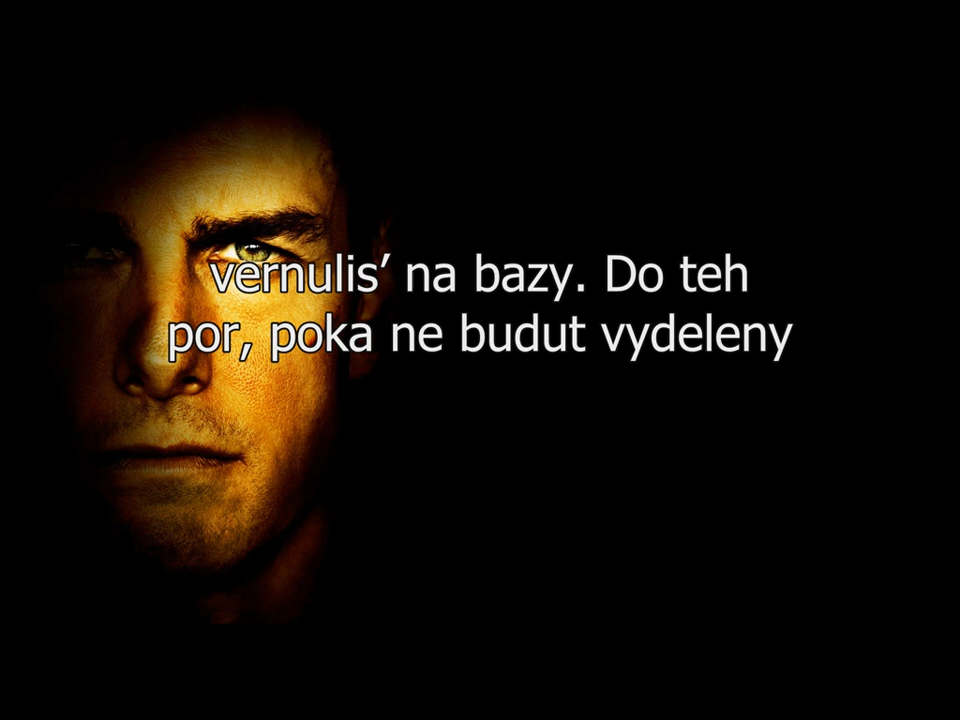 vernulis’ na bazy. Do teh
por, poka ne budut vydeleny